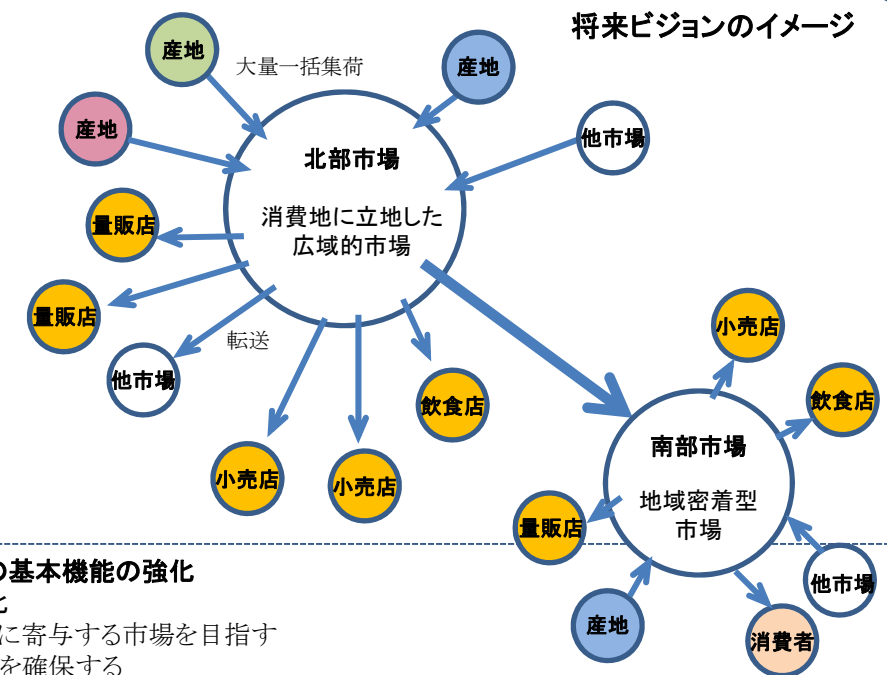 将来ビジョンのイメージ
産地
大量一括集荷
産地
産地
他市場
北部市場
消費地に立地した
広域的市場
量販店
量販店
他市場
転送
小売店
小売店
飲食店
小売店
飲食店
南部市場
地域密着型
市場
量販店
産地
他市場
消費者
の基本機能の強化
に寄与する市場を目指す
を確保する